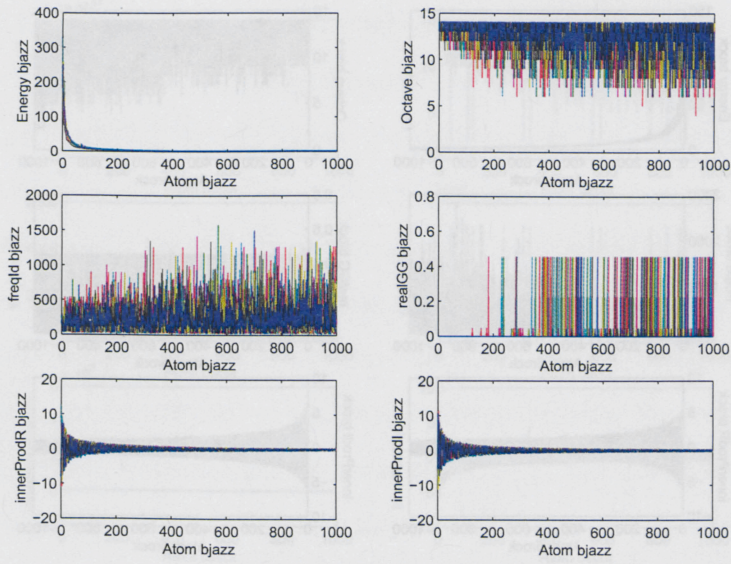 400
300
200
100
0
Energy bjazz
0 200 400 600 800 1000
Atom bjazz
15
10
5
0
Octave bjazz
0 200 400 600 800 1000
Atom bjazz
2000
1500
1000
500
0
freqId bjazz
0 200 400 600 800 1000
Atom bjazz
0.8
0.6
0.4
0.2
0
realGG bjazz
0 200 400 600 800 1000
Atom bjazz
20
10
0
−10
−20
innerProdR bjazz
0 200 400 600 800 1000
Atom bjazz
20
10
0
−10
−20
innerProdI bjazz
0 200 400 600 800 1000
Atom bjazz